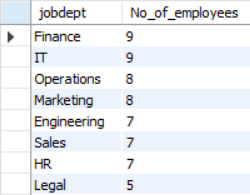 jobdept No_of_employees
Finance 9
IT 9
Operations 8
Marketing 8
Engineering 7
Sales 7
HR 7
Legal 5